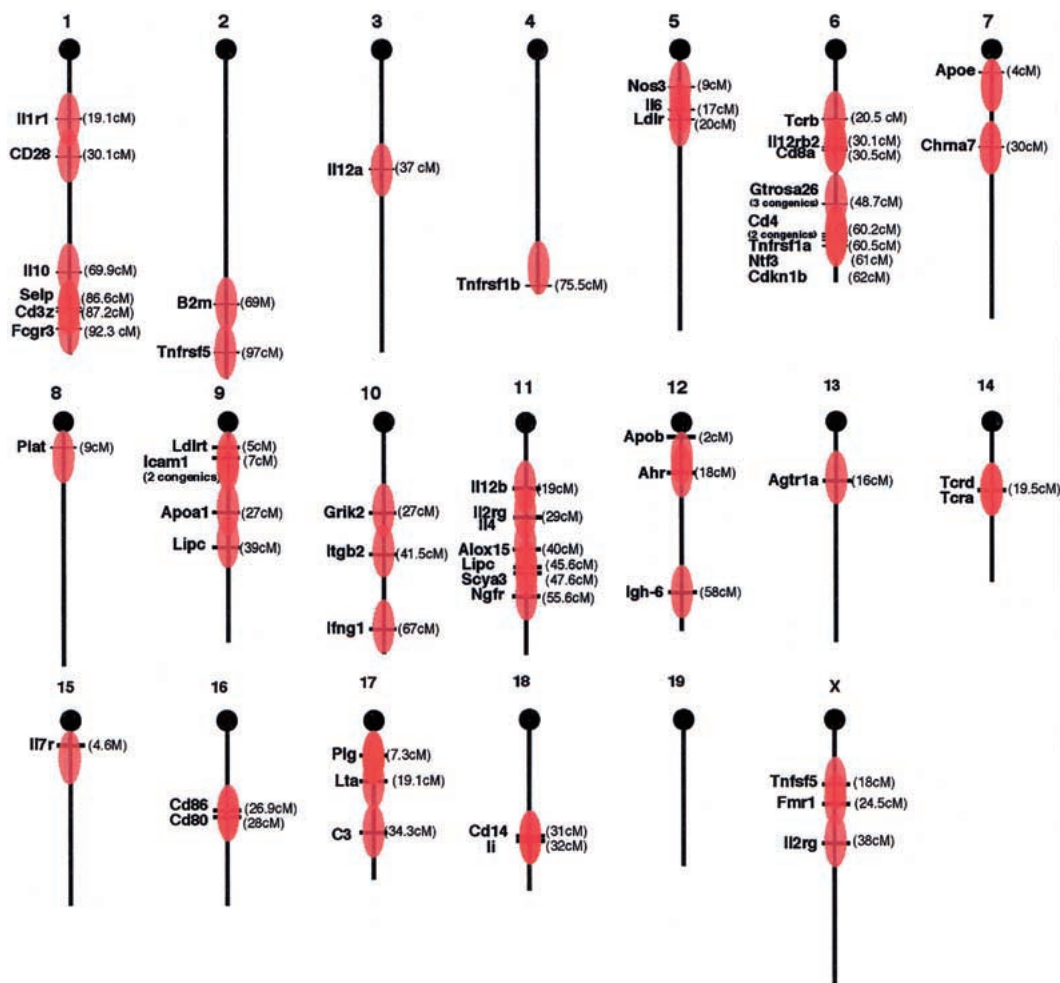 1
2
3
4
5
6
7
Il1r1 (19.1cM)
CD28 (30.1cM)
Il10 (69.9cM)
Selp (86.6cM)
Cd3z (87.2cM)
Fcgr3 (92.3 cM)
B2m (69M)
Tnfrsf5 (97cM)
Il12a (37 cM)
Tnfrsf1b (75.5cM)
Nos3 (9cM)
Il6 (17cM)
Ldlr (20cM)
Tcrb (20.5 cM)
Il12rb2 (30.1cM)
Cd8a (30.5cM)
Gtrosa26
(3 congenics) (48.7cM)
Cd4 (60.2cM)
(2 congenics)
Tnfrsf1a (60.5cM)
Ntf3 (61cM)
Cdkn1b (62cM)
Apoe (4cM)
Chrna7 (30cM)
8
9
10
11
12
13
14
Plat (9cM)
Ldlrt (5cM)
Icam1 (7cM)
(2 congenics)
Apoa1 (27cM)
Lipc (39cM)
Grik2 (27cM)
Itgb2 (41.5cM)
Ifng1 (67cM)
Il12b (19cM)
Il2rg (29cM)
Il4
Alox15 (40cM)
Lipc (45.6cM)
Scya3 (47.6cM)
Ngfr (55.6cM)
Apob (2cM)
Ahr (18cM)
Igh-6 (58cM)
Agtr1a (16cM)
Tcrd (19.5cM)
Tcra
15
16
17
18
19
X
Il7r (4.6M)
Cd86 (26.9cM)
Cd80 (28cM)
Plg (7.3cM)
Lta (19.1cM)
C3 (34.3cM)
Cd14 (31cM)
Ii (32cM)
Tnfsf5 (18cM)
Fmr1 (24.5cM)
Il2rg (38cM)